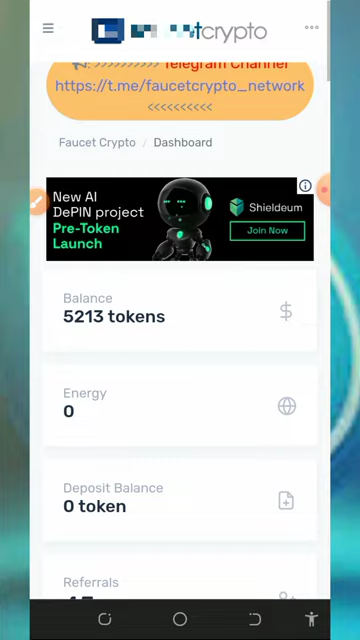 tcrypto
Telegram Channel
https://t.me/faucetcrypto_network
<<<<<<<<<<
Faucet Crypto / Dashboard
New AI
DePIN project
Pre-Token
Launch
Shieldeum
Join Now
Balance
5213 tokens
Energy
0
Deposit Balance
0 token
Referrals